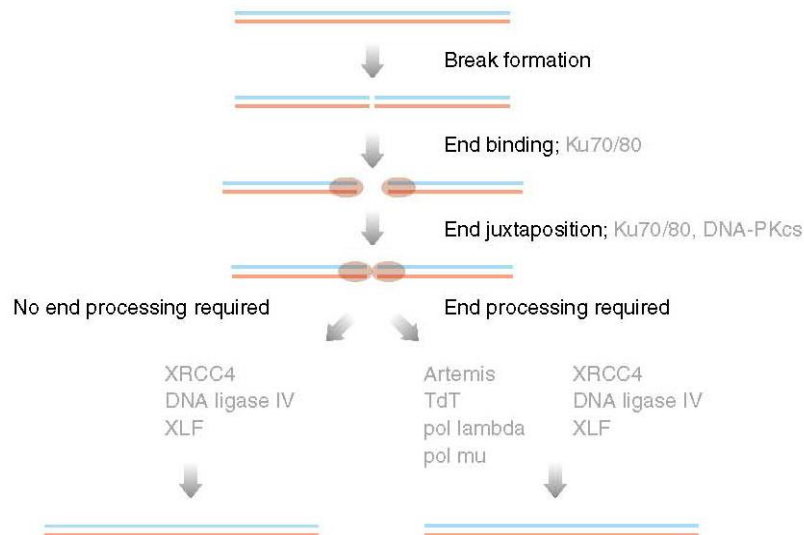 Break formation
End binding; Ku70/80
End juxtaposition; Ku70/80, DNA-PKcs
No end processing required
End processing required
XRCC4
DNA ligase IV
XLF
Artemis
TdT
pol lambda
pol mu
XRCC4
DNA ligase IV
XLF